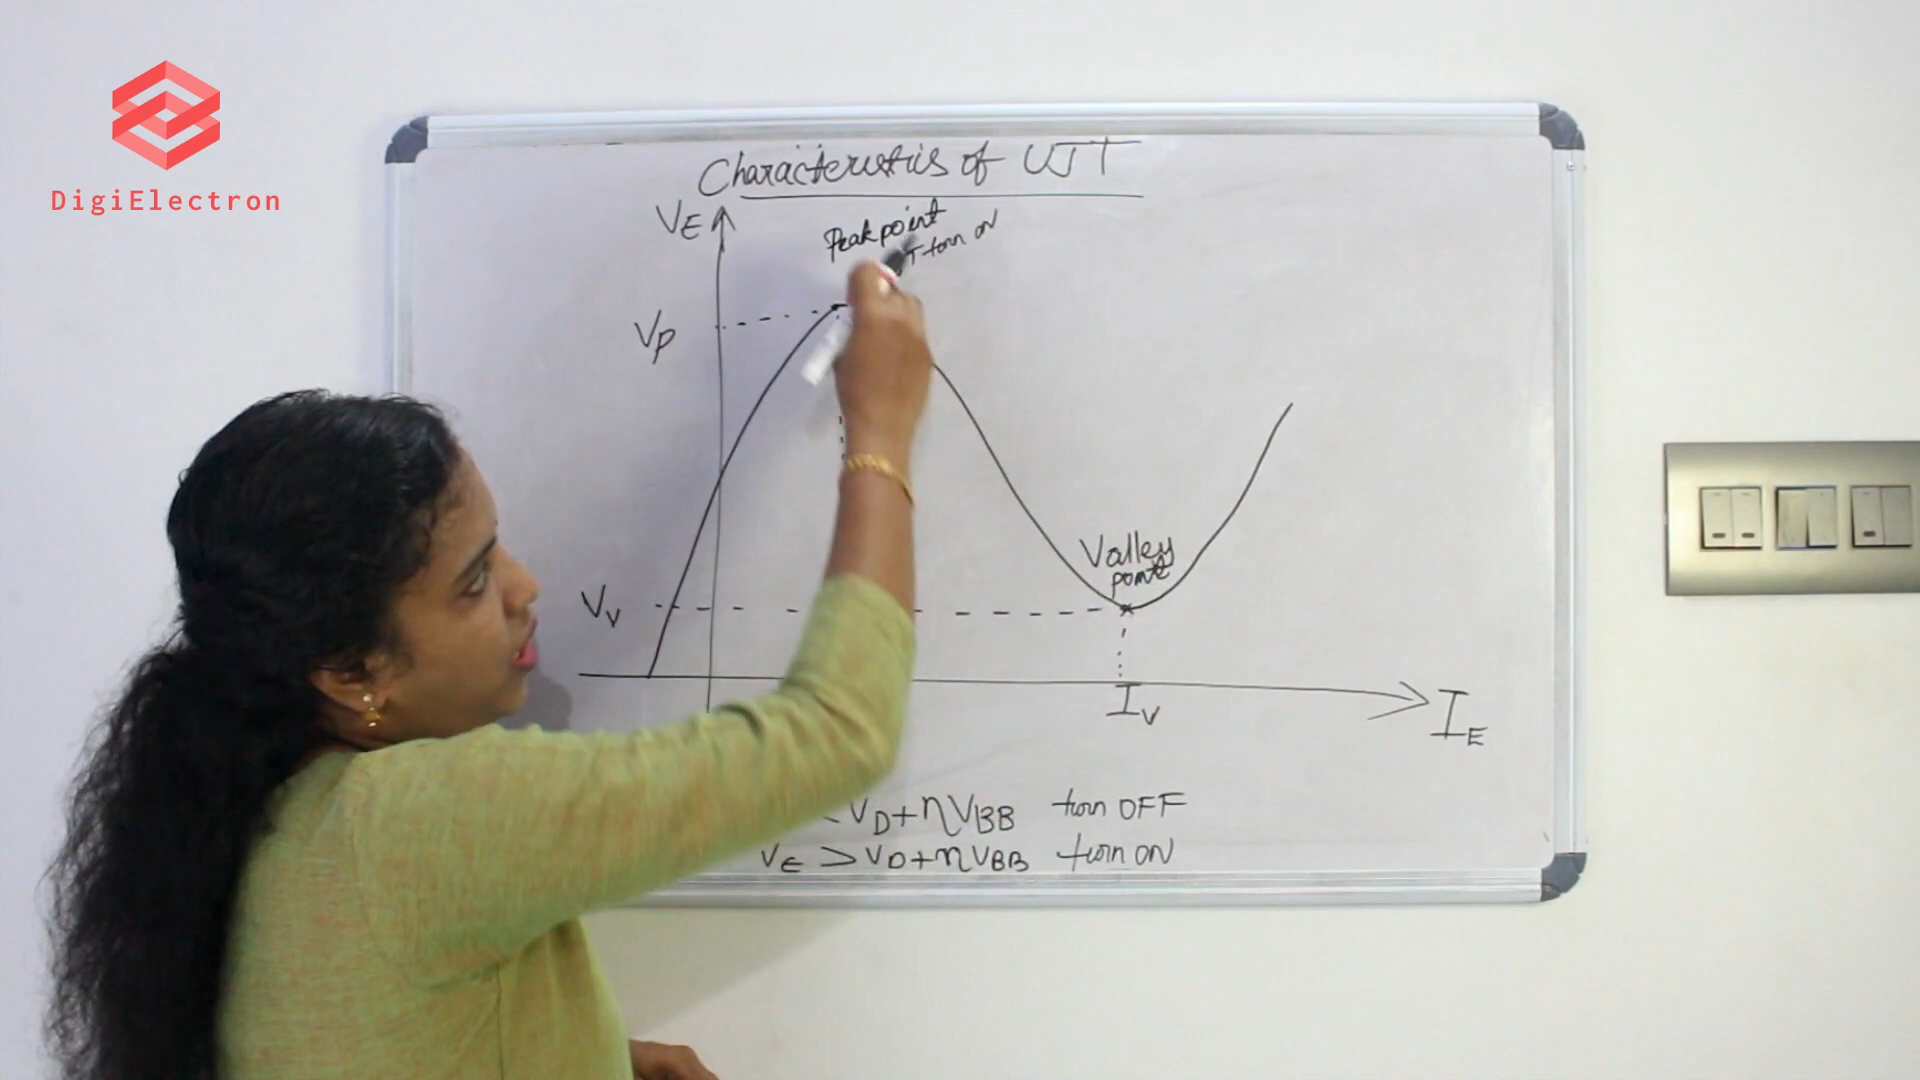 DigiElectron
Characteristics of UJT
VE
Peak point
turn on
Vp
Valley
point
Vv
Iv
IE
VD+ηVBB turn OFF
VE > VD+ηVBB turn ON